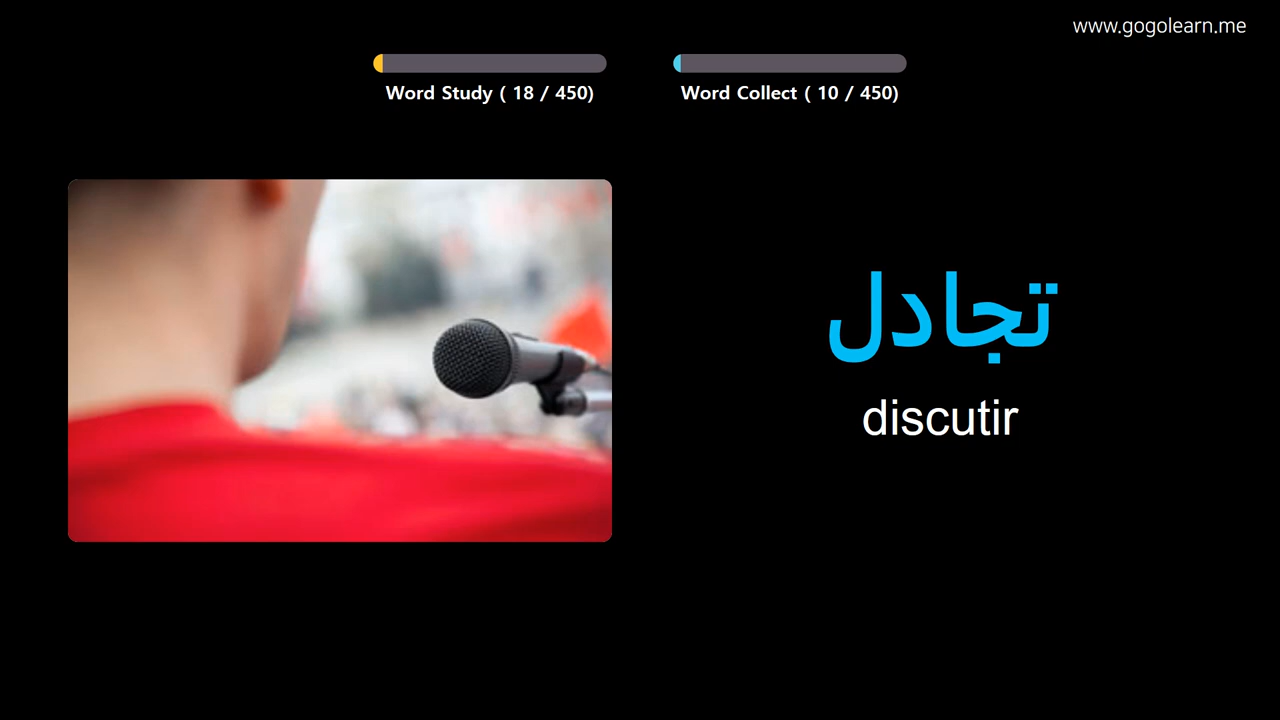 www.gogolearn.me
Word Study ( 18 / 450)
Word Collect ( 10 / 450)
تجادل
discutir